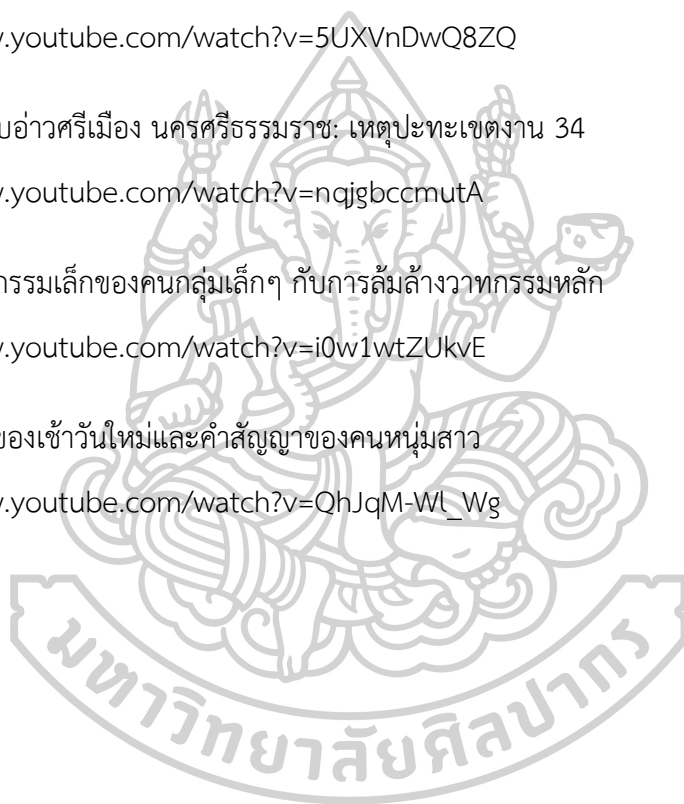 .youtube.com/watch?v=5UXVnDwQ8ZQ
บอ่าวศรีเมือง นครศรีธรรมราช: เหตุปะทะเขตงาน 34
.youtube.com/watch?v=nqjgbccmutA
กรรมเล็กของคนกลุ่มเล็กๆ กับการล้มล้างวาทกรรมหลัก
.youtube.com/watch?v=i0w1wtZUkvE
ของเช้าวันใหม่และคำสัญญาของคนหนุ่มสาว
.youtube.com/watch?v=QhJqM-Wl_Wg
มหาวิทยาลัยศิลปากร